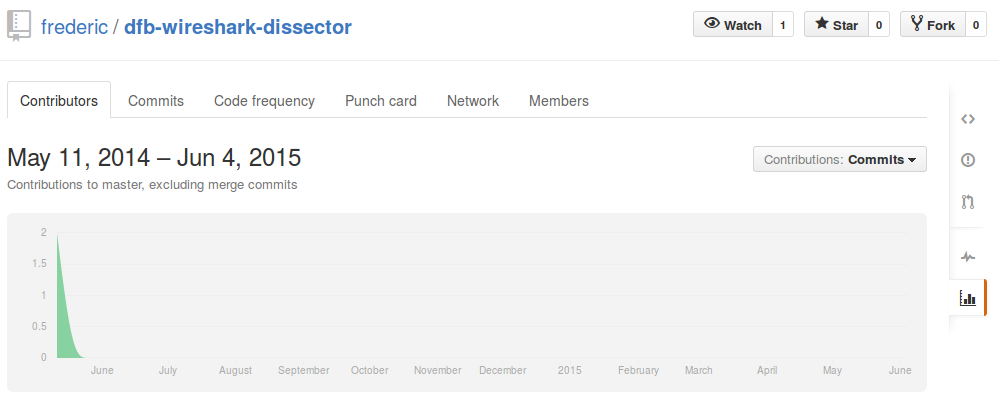 frederic / dfb-wireshark-dissector
Watch 1 Star 0 Fork 0
Contributors Commits Code frequency Punch card Network Members
May 11, 2014 – Jun 4, 2015
Contributions: Commits
Contributions to master, excluding merge commits
2
1.5
1
0.5
0
June July August September October November December 2015 February March April May June